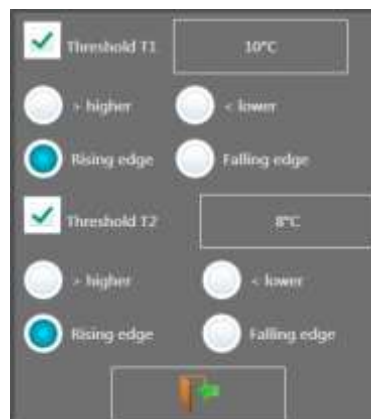 Threshold T1 10°C
> higher < lower
Rising edge Falling edge
Threshold T2 8°C
> higher < lower
Rising edge Falling edge